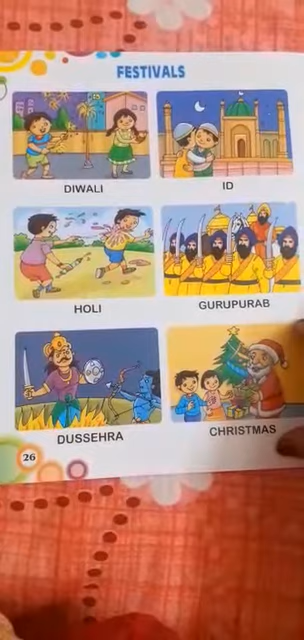 FESTIVALS
DIWALI
ID
HOLI
GURUPURAB
DUSSEHRA
CHRISTMAS
26